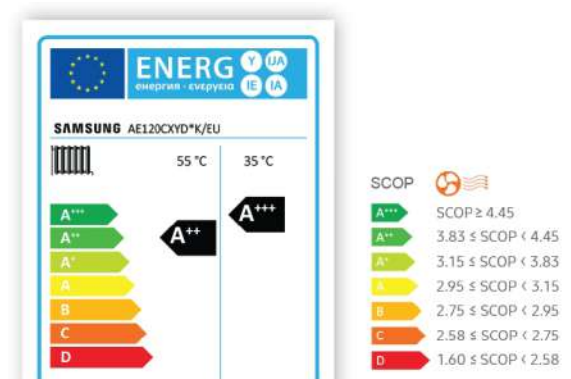 ENERG Y UA
енергия · ενεργεια IE IA
SAMSUNG AE120CXYD*K/EU
55 °C 35 °C
A+++
A++
A+
A
B
C
D
A++
A+++
SCOP
A+++ SCOP ≥ 4.45
A++ 3.83 ≤ SCOP < 4.45
A+ 3.15 ≤ SCOP < 3.83
A 2.95 ≤ SCOP < 3.15
B 2.75 ≤ SCOP < 2.95
C 2.58 ≤ SCOP < 2.75
D 1.60 ≤ SCOP < 2.58